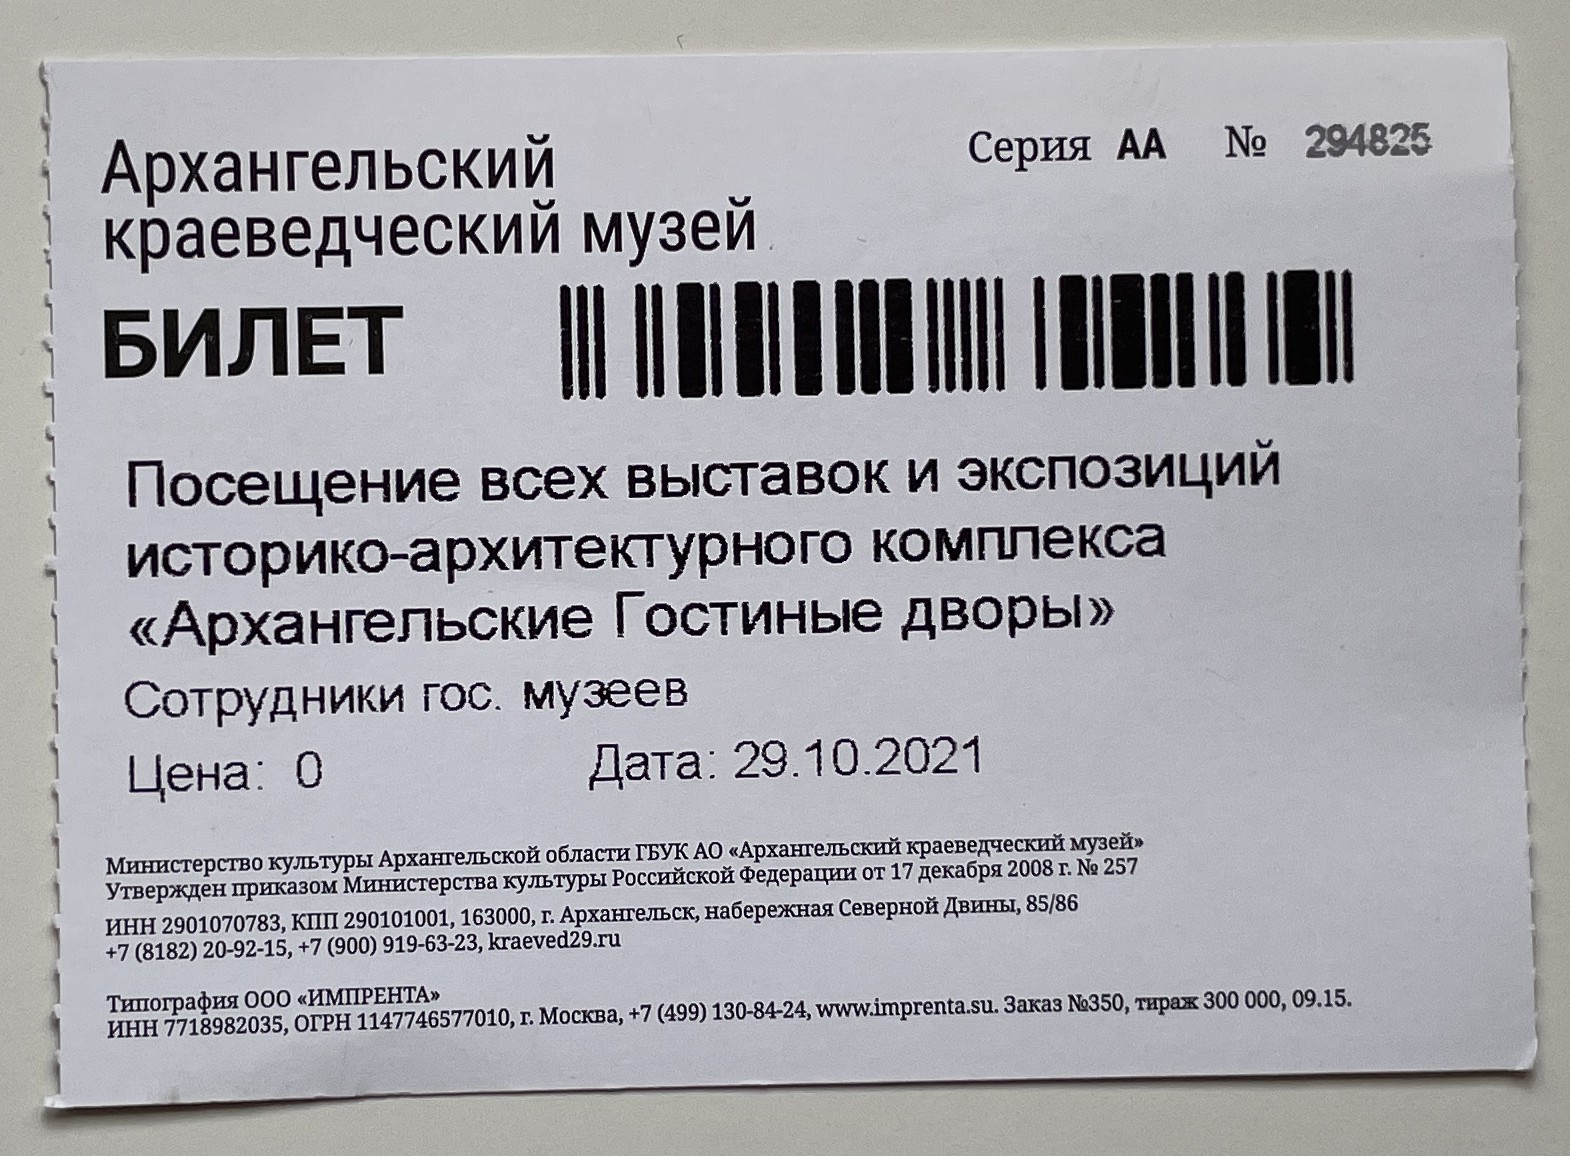 Архангельский
краеведческий музей
Серия АА № 294825
БИЛЕТ
Посещение всех выставок и экспозиций
историко-архитектурного комплекса
«Архангельские Гостиные дворы»
Сотрудники гос. музеев
Цена: 0 Дата: 29.10.2021
Министерство культуры Архангельской области ГБУК АО «Архангельский краеведческий музей»
Утвержден приказом Министерства культуры Российской Федерации от 17 декабря 2008 г. № 257
ИНН 2901070783, КПП 290101001, 163000, г. Архангельск, набережная Северной Двины, 85/86
+7 (8182) 20-92-15, +7 (900) 919-63-23, kraeved29.ru
Типография ООО «ИМПРЕНТА»
ИНН 7718982035, ОГРН 1147746577010, г. Москва, +7 (499) 130-84-24, www.imprenta.su. Заказ №350, тираж 300 000, 09.15.